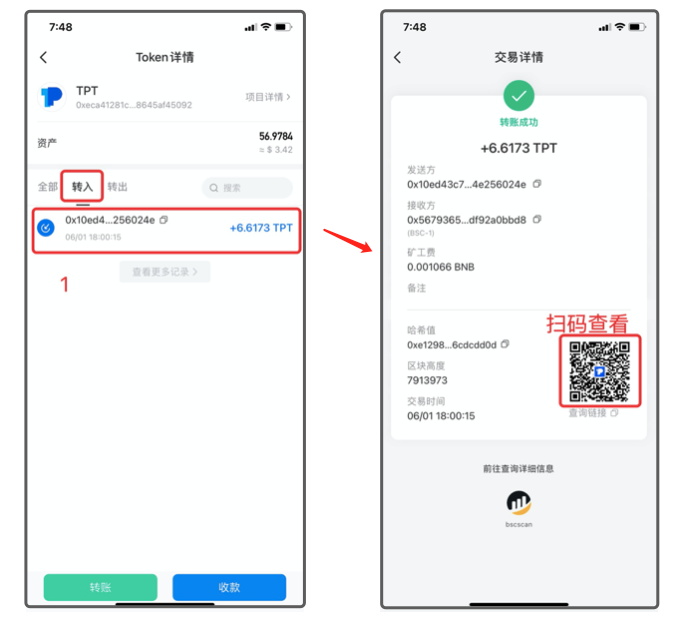 7:48
Token详情
TPT
0xeca41281c...8645af45092
项目详情 >
资产
56.9784
≈ $ 3.42
全部 转入 转出
搜索
0x10ed4...256024e
06/01 18:00:15
+6.6173 TPT
查看更多记录 >
1
转账
收款
7:48
交易详情
转账成功
+6.6173 TPT
发送方
0x10ed43c7...4e256024e
接收方
0x5679365...df92a0bbd8
(BSC-1)
矿工费
0.001066 BNB
备注
哈希值
0xe1298...6cdcdd0d
扫码查看
区块高度
7913973
交易时间
06/01 18:00:15
查询链接
前往查询详细信息
bscscan